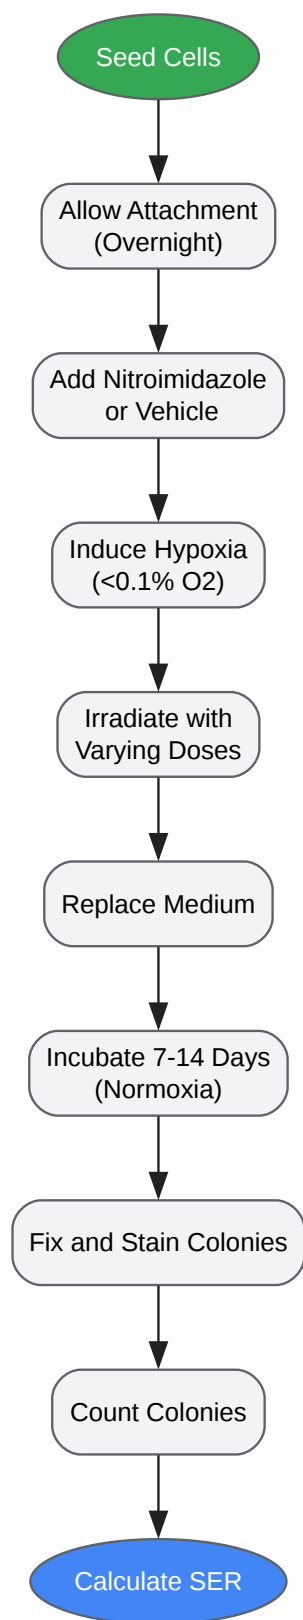 Seed Cells
Allow Attachment
(Overnight)
Add Nitroimidazole
or Vehicle
Induce Hypoxia
(<0.1% O2)
Irradiate with
Varying Doses
Replace Medium
Incubate 7-14 Days
(Normoxia)
Fix and Stain Colonies
Count Colonies
Calculate SER